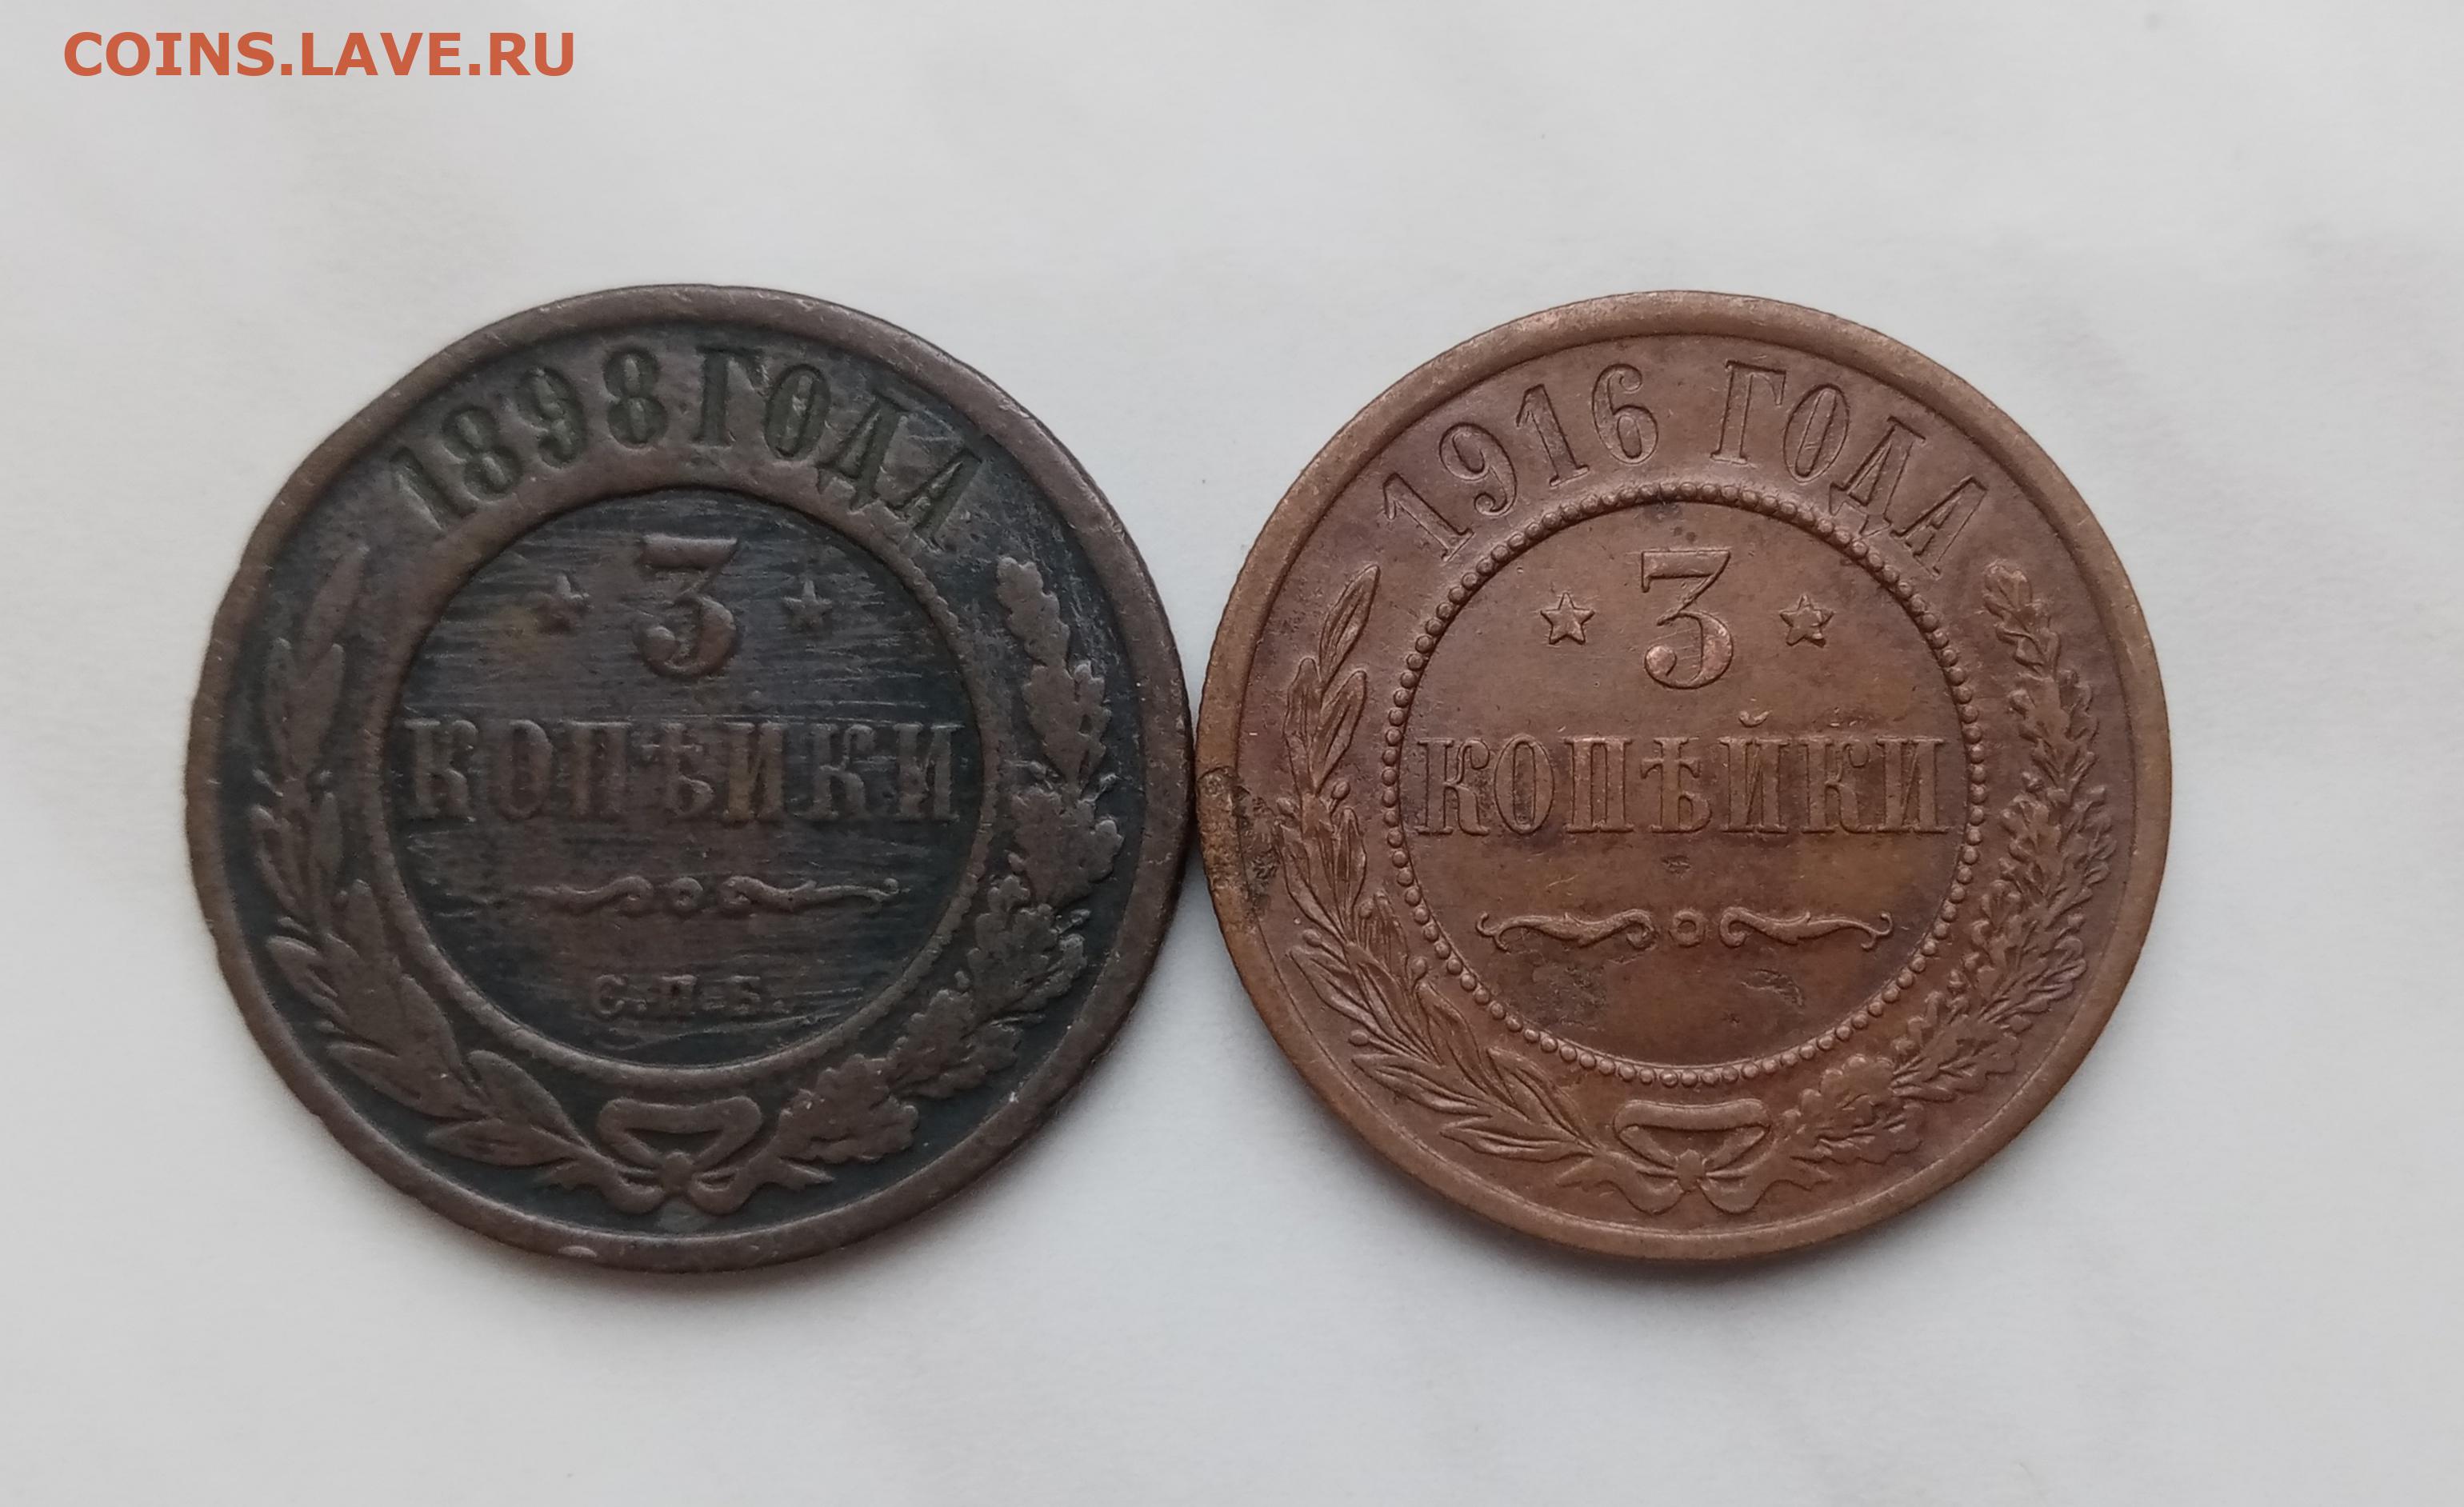 COINS.LAVE.RU
1898 ГОДА
3
КОПѢЙКИ
С.П.Б.
1916 ГОДА
3
КОПѢЙКИ